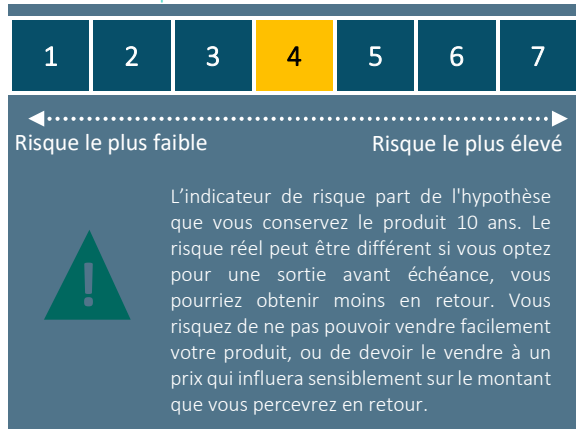 1 2 3 4 5 6 7
Risque le plus faible Risque le plus élevé
L’indicateur de risque part de l'hypothèse
que vous conservez le produit 10 ans. Le
risque réel peut être différent si vous optez
pour une sortie avant échéance, vous
pourriez obtenir moins en retour. Vous
risquez de ne pas pouvoir vendre facilement
votre produit, ou de devoir le vendre à un
prix qui influera sensiblement sur le montant
que vous percevrez en retour.
!